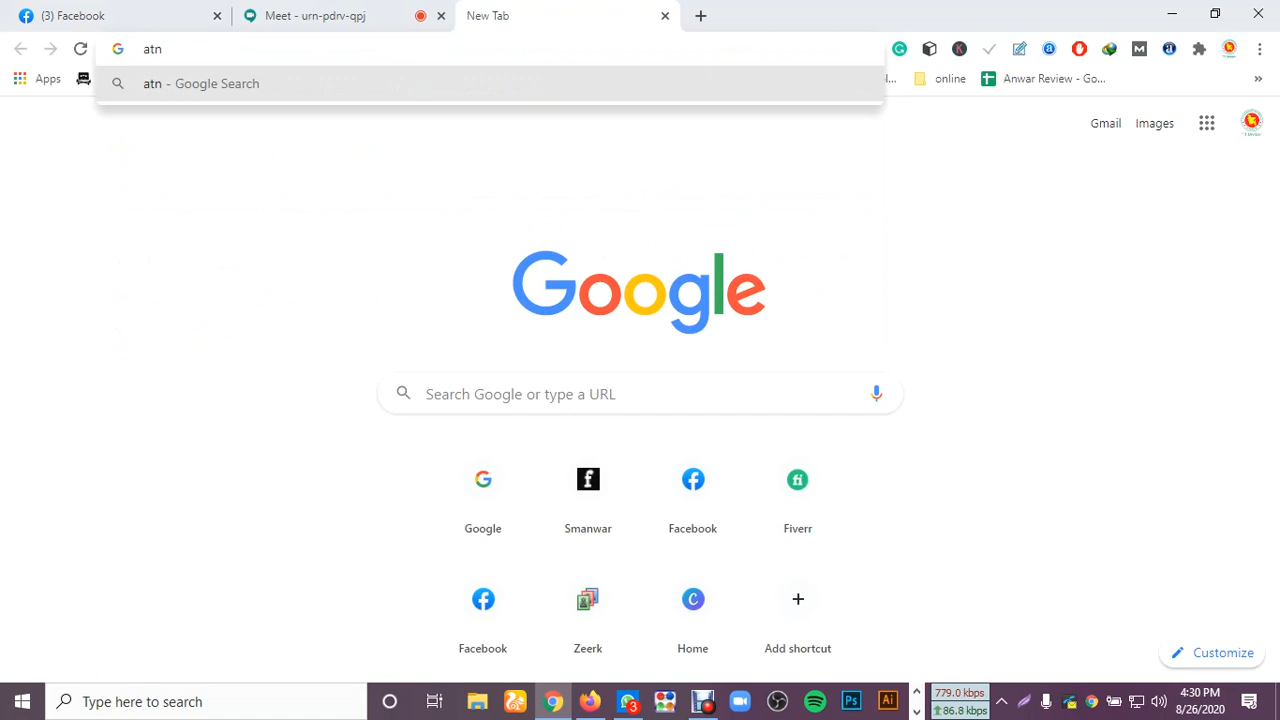 (3) Facebook
Meet - urn-pdrv-qpj
New Tab
atn
atn - Google Search
Apps
online
Anwar Review - Go...
Gmail
Images
Google
Search Google or type a URL
Google
Smanwar
Facebook
Fiverr
Facebook
Zeerk
Home
Add shortcut
Customize
Type here to search
779.0 kbps
86.8 kbps
4:30 PM
8/26/2020